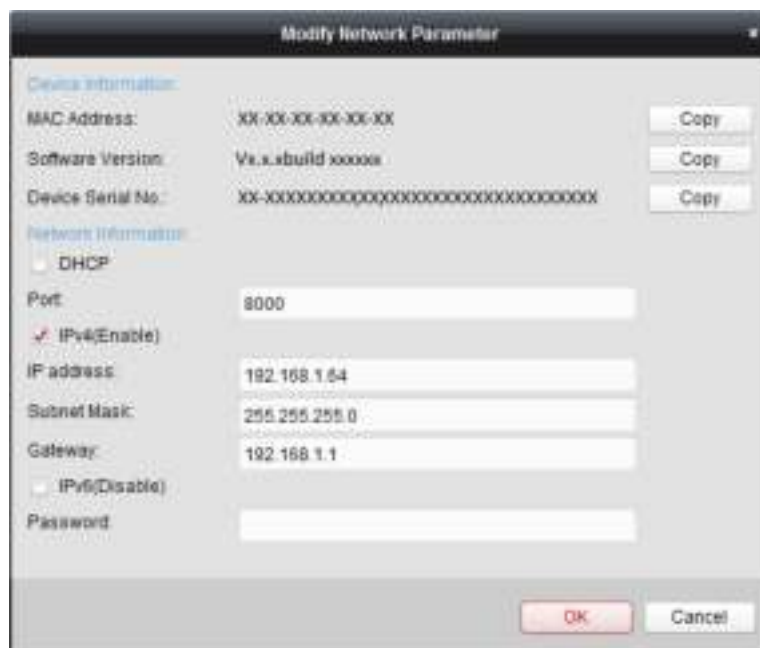 Modify Network Parameter
Device Information:
MAC Address: XX-XX-XX-XX-XX-XX Copy
Software Version: Vx.x.xbuild xxxxxx Copy
Device Serial No.: XX-XXXXXXXXXXXXXXXXXXXXXXXXXXXXXXX Copy
Network Information:
DHCP
Port: 8000
IPv4(Enable)
IP address: 192.168.1.64
Subnet Mask: 255.255.255.0
Gateway: 192.168.1.1
IPv6(Disable)
Password:
OK Cancel